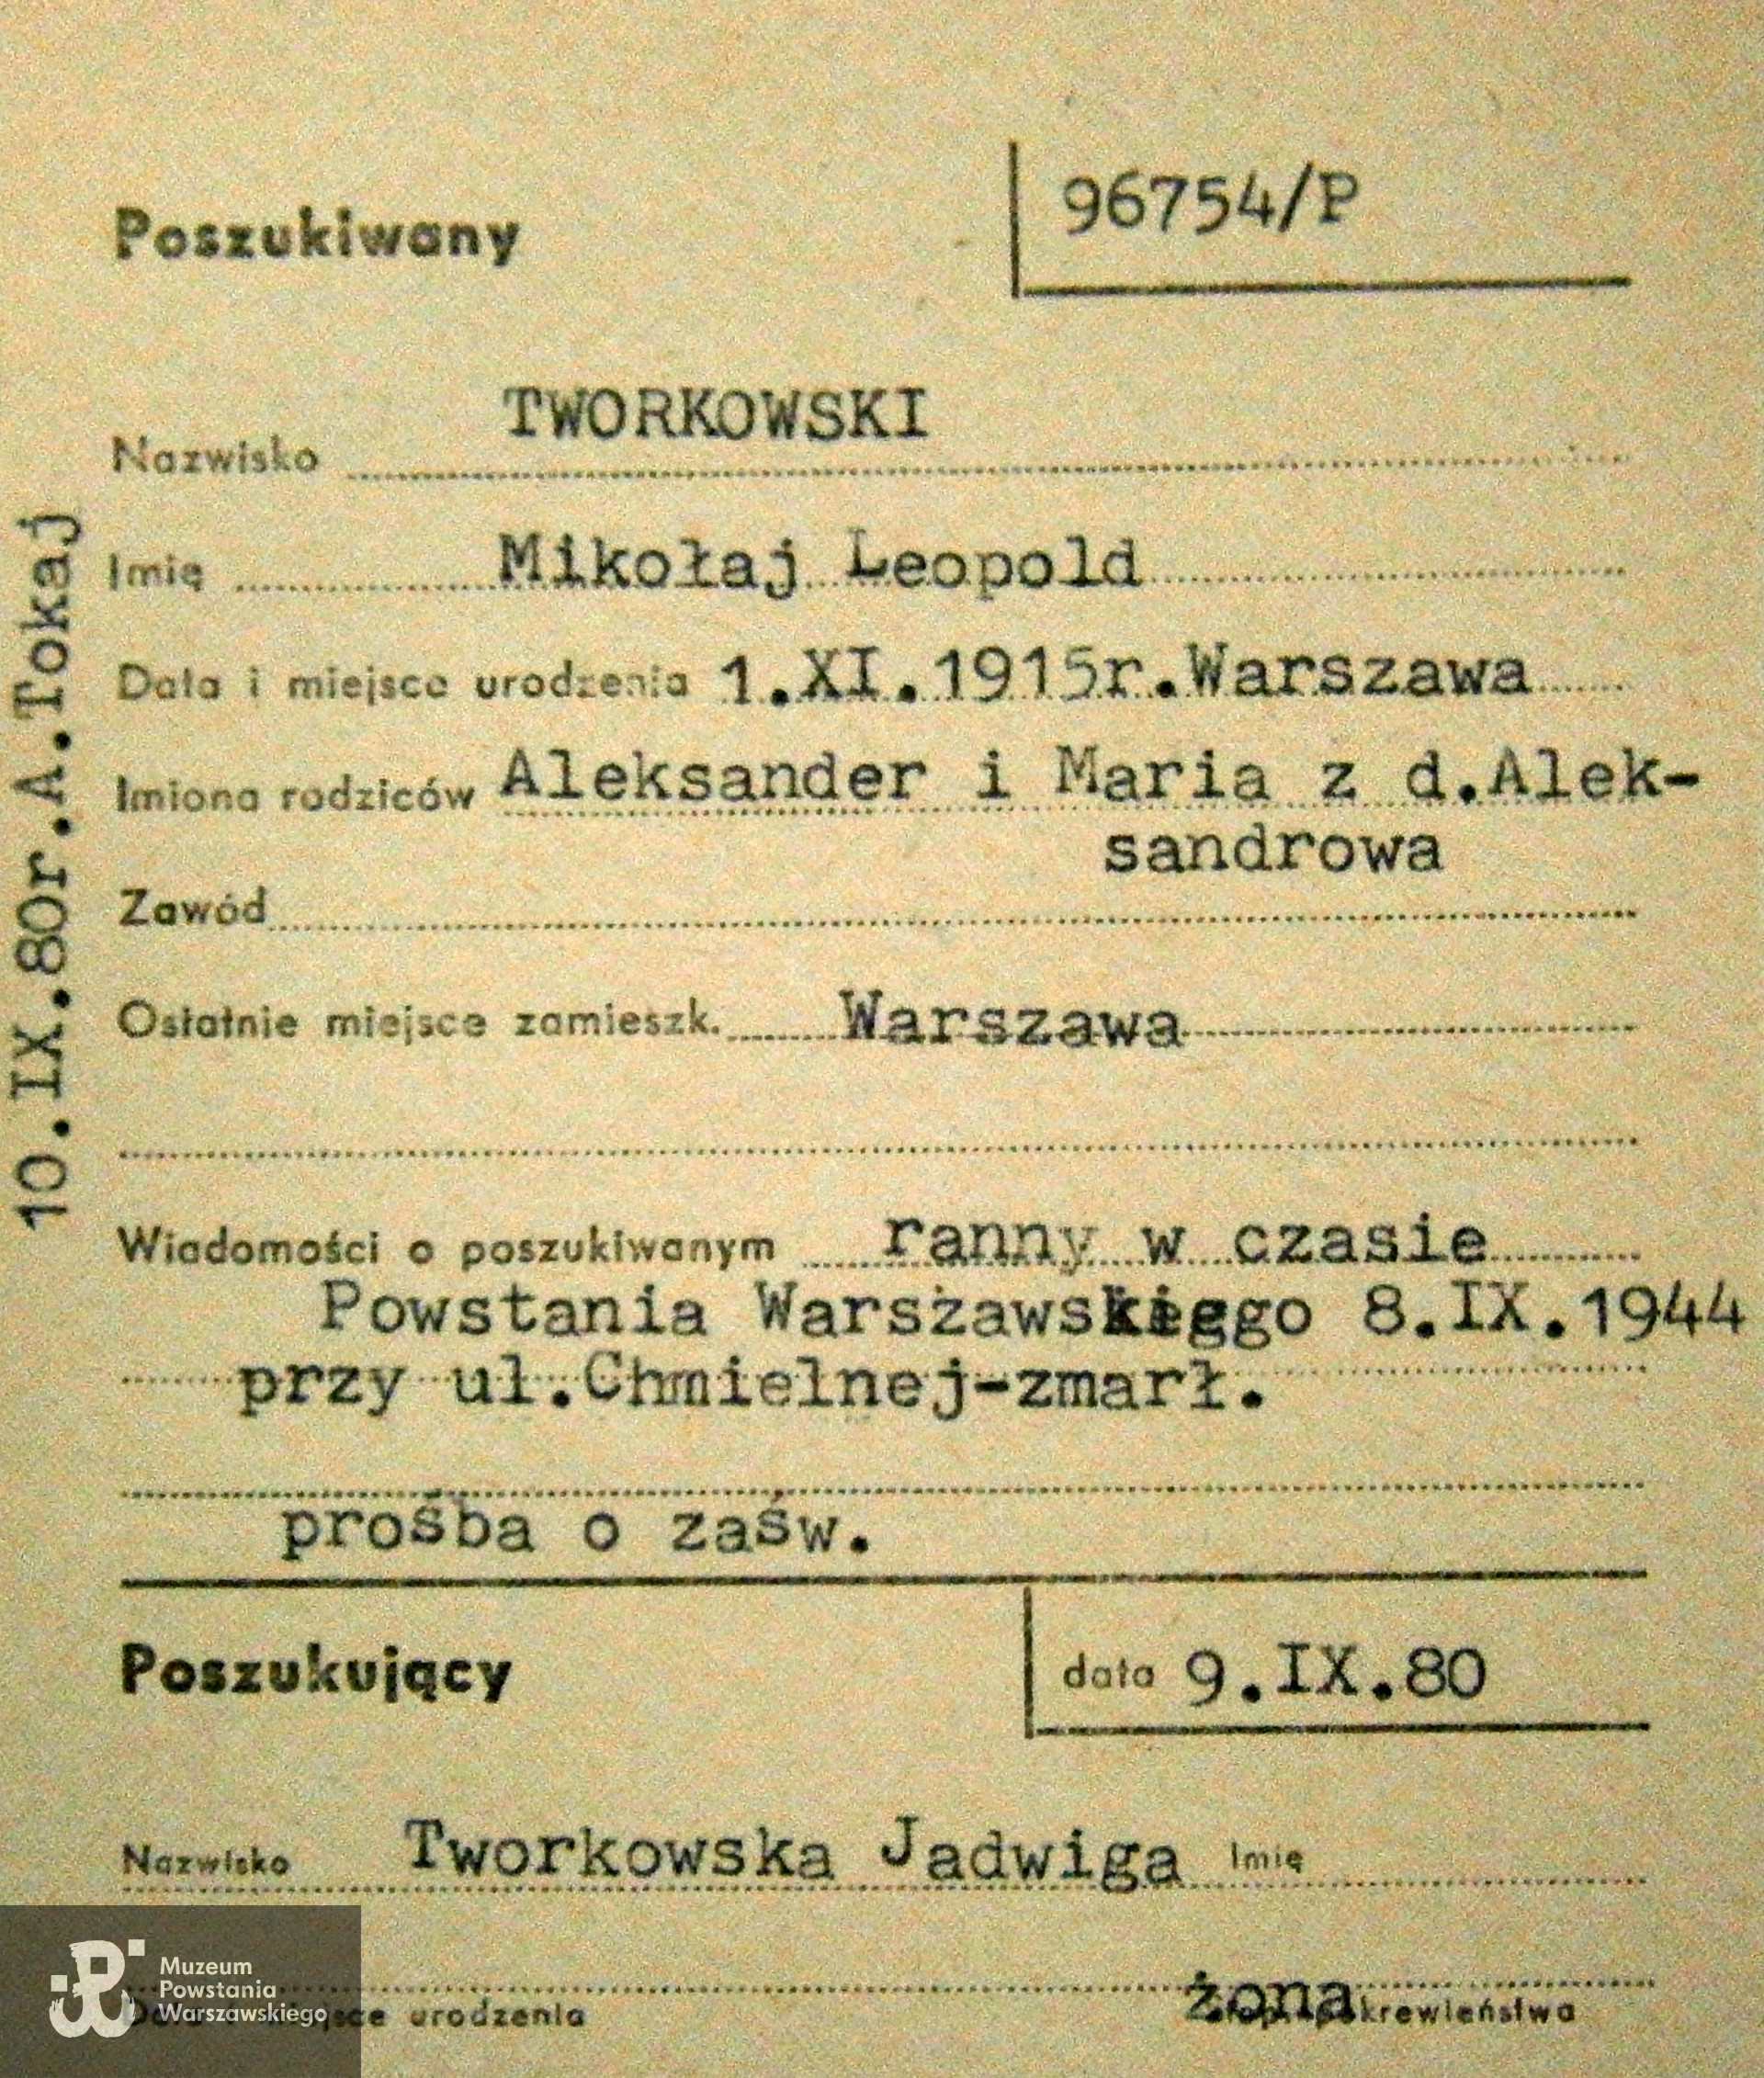 96754/P
Poszukiwany
TWORKOWSKI
Nazwisko
Imię Mikołaj Leopold
Data i miejsce urodzenia 1.XI.1915r.Warszawa
Imiona rodziców Aleksander i Maria z d.Alek-
sandrowa
Zawód
Ostatnie miejsce zamieszk. Warszawa
Wiadomości o poszukiwanym ranny w czasie
Powstania Warszawskiego 8.IX.1944
przy ul.Chmielnej-zmarł.
prośba o zaśw.
Poszukujący
data 9.IX.80
Nazwisko Tworkowska Jadwiga Imię
żona
urodzenia pokrewieństwa
10.IX.80r.A.Tokaj
Muzeum
Powstania
Warszawskiego